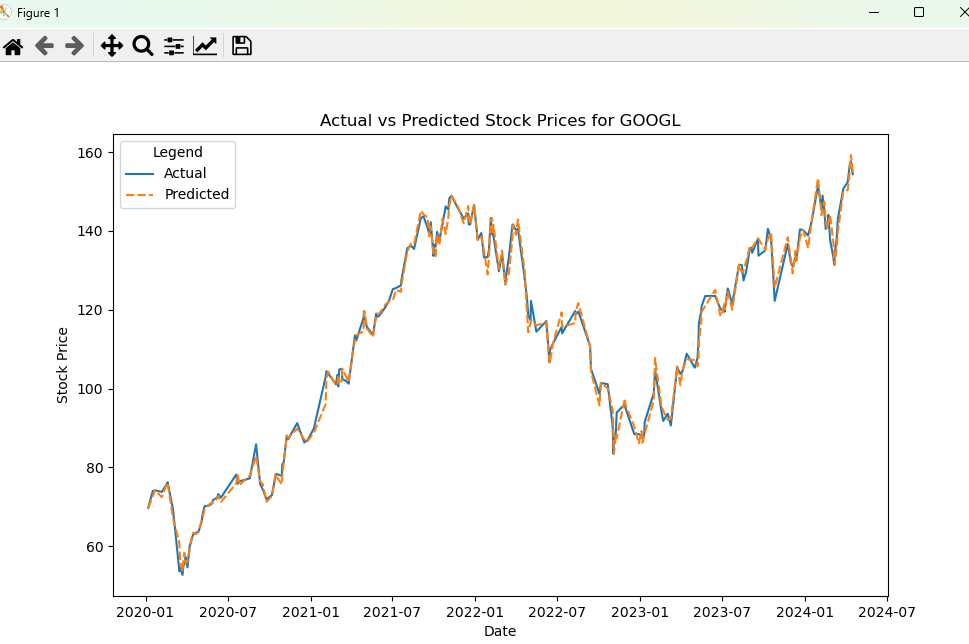 Figure 1
Actual vs Predicted Stock Prices for GOOGL
Legend
Actual
Predicted
160
140
120
100
80
60
Stock Price
2020-01 2020-07 2021-01 2021-07 2022-01 2022-07 2023-01 2023-07 2024-01 2024-07
Date